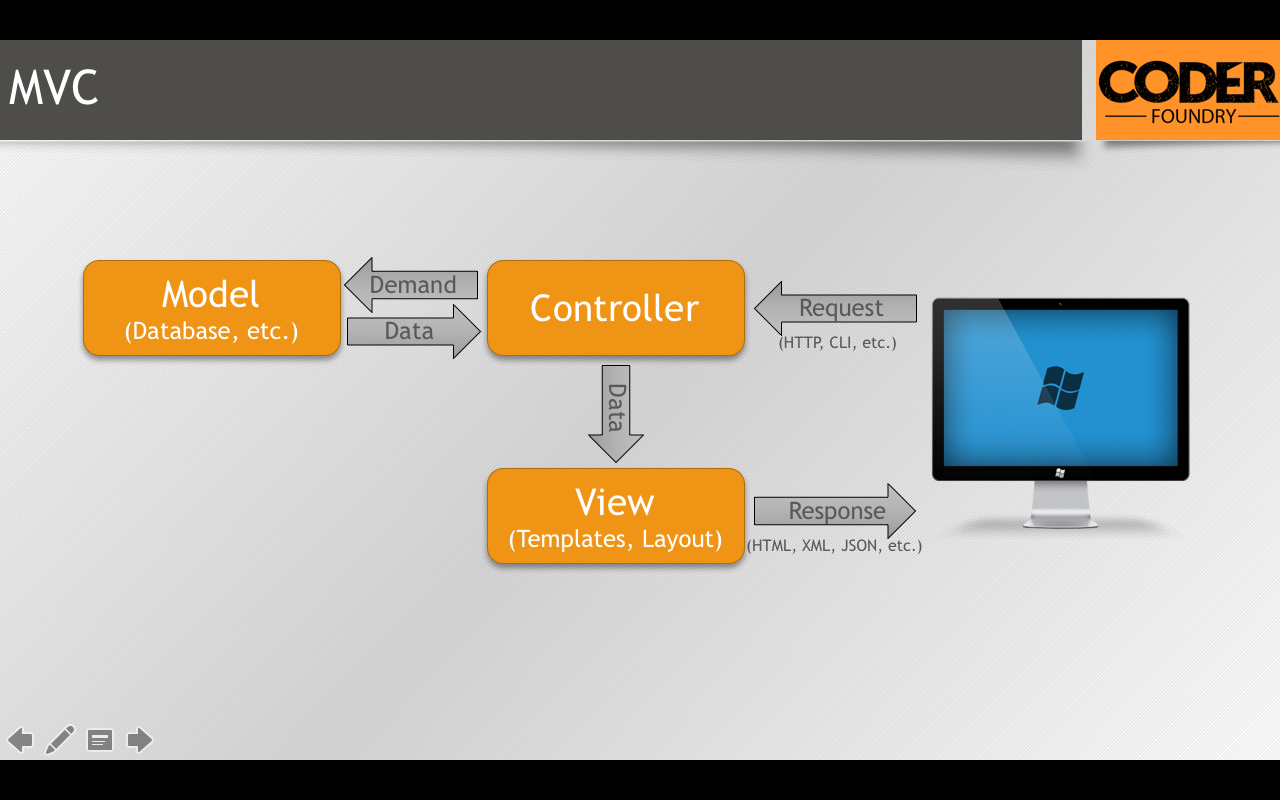 MVC
CODER
FOUNDRY
Model
(Database, etc.)
Demand
Data
Controller
Request
(HTTP, CLI, etc.)
Data
View
(Templates, Layout)
Response
(HTML, XML, JSON, etc.)